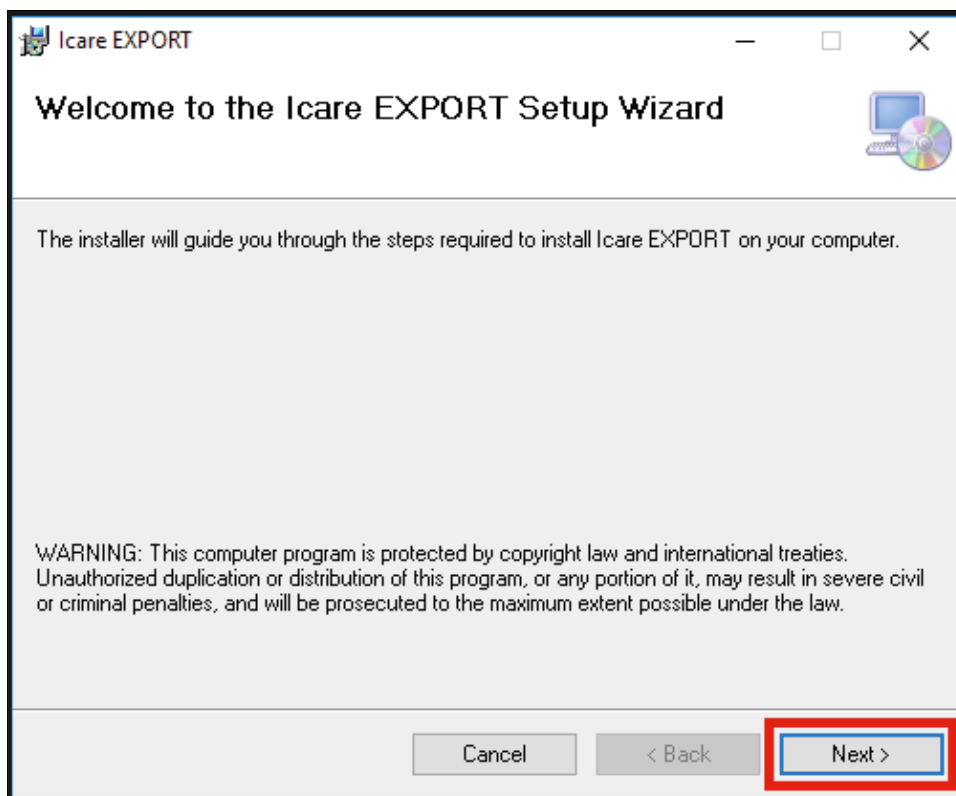 Icare EXPORT
Welcome to the Icare EXPORT Setup Wizard
The installer will guide you through the steps required to install Icare EXPORT on your computer.
WARNING: This computer program is protected by copyright law and international treaties.
Unauthorized duplication or distribution of this program, or any portion of it, may result in severe civil
or criminal penalties, and will be prosecuted to the maximum extent possible under the law.
Cancel
< Back
Next >